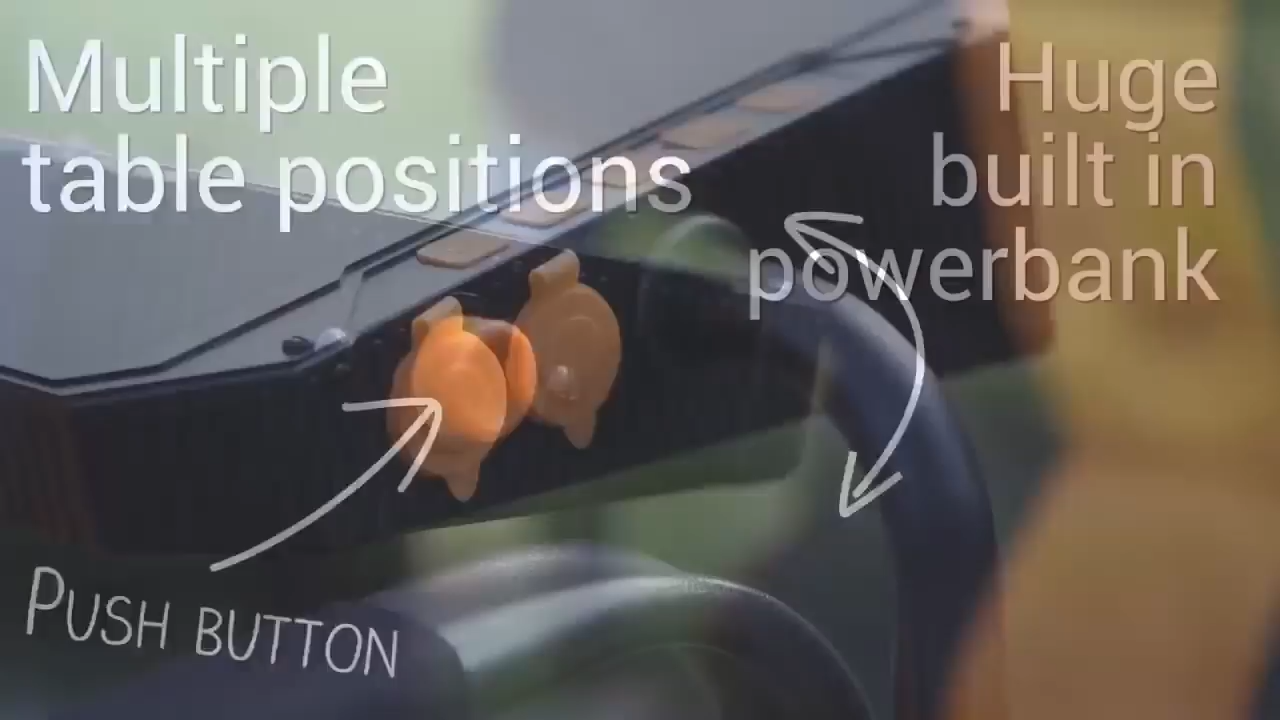 Multiple
table positions
Huge
built in
powerbank
PUSH BUTTON